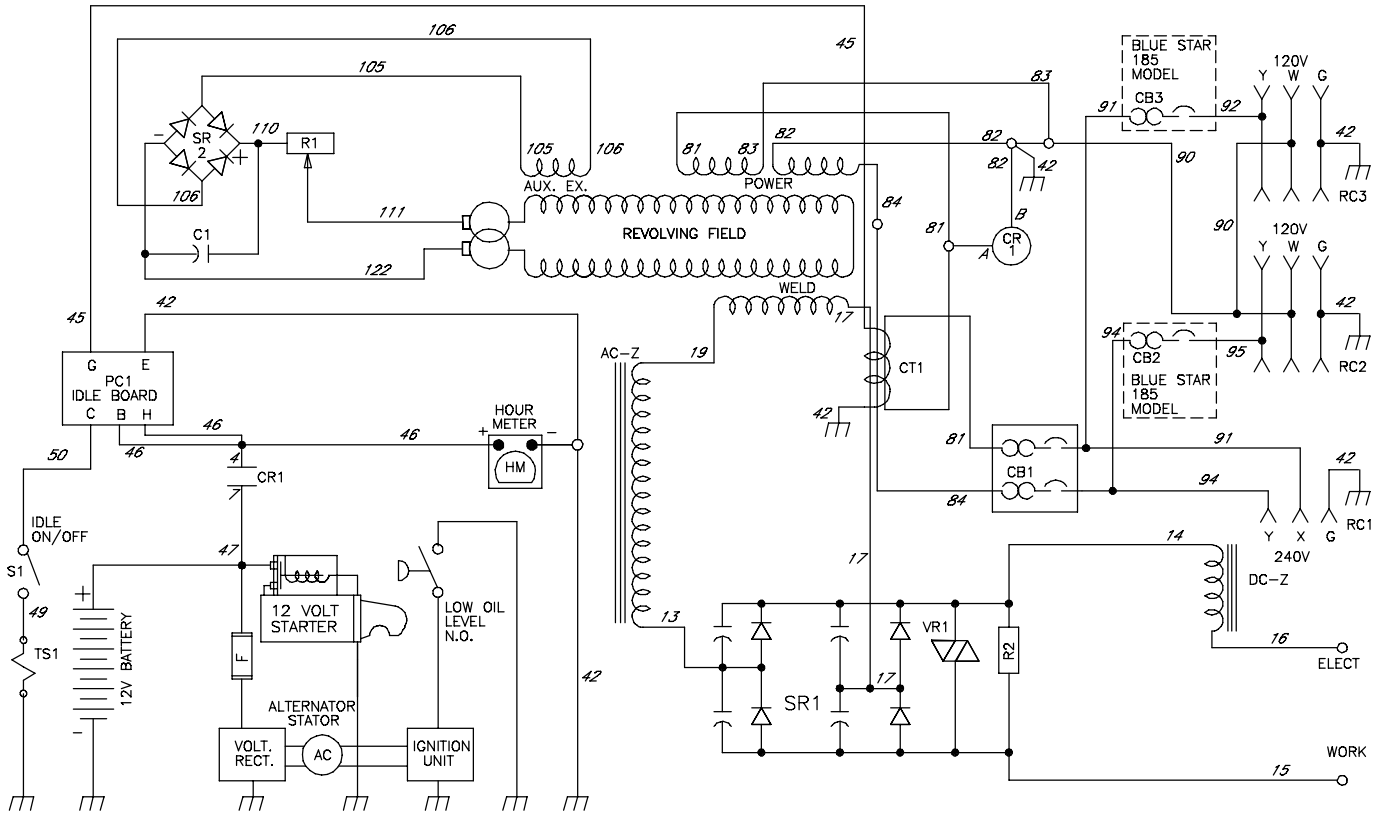 106
45
105
110
SR
2
-
+
R1
106
C1
111
122
105
106
AUX. EX.
81
83
82
POWER
84
REVOLVING FIELD
WELD
17
83
82
82
42
81
A
B
CR
1
BLUE STAR
185
MODEL
CB3
91
92
120V
Y
W
G
42
90
RC3
120V
Y
W
G
90
42
RC2
94
CB2
95
BLUE STAR
185
MODEL
45
42
G
E
PC1
IDLE BOARD
C
B
H
46
46
46
50
4
CR1
7
HOUR
METER
+
-
HM
AC-Z
19
CT1
42
81
CB1
84
91
94
42
RC1
Y
X
G
240V
IDLE
ON/OFF
S1
49
TS1
47
+
12V BATTERY
-
12 VOLT
STARTER
F
LOW OIL
LEVEL
N.O.
42
ALTERNATOR
STATOR
VOLT.
RECT.
AC
IGNITION
UNIT
13
17
17
SR1
VR1
R2
14
DC-Z
16
ELECT
WORK
15